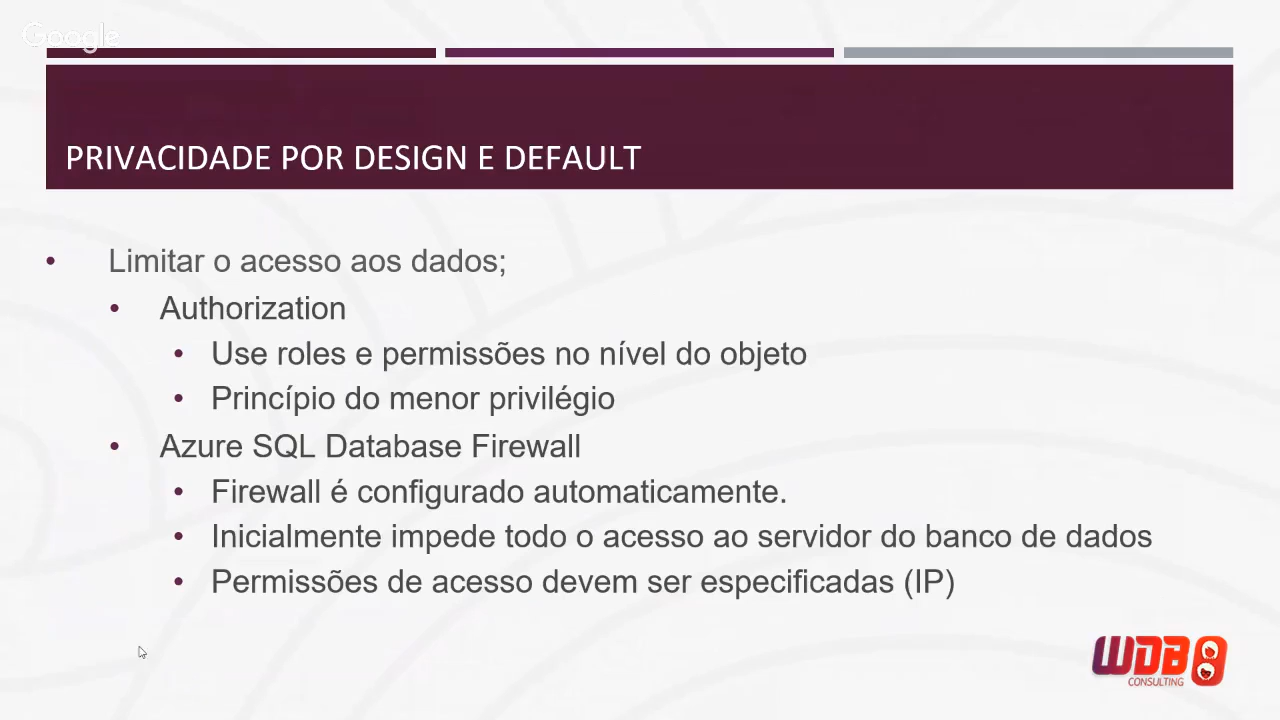 Google
PRIVACIDADE POR DESIGN E DEFAULT
• Limitar o acesso aos dados;
• Authorization
• Use roles e permissões no nível do objeto
• Princípio do menor privilégio
• Azure SQL Database Firewall
• Firewall é configurado automaticamente.
• Inicialmente impede todo o acesso ao servidor do banco de dados
• Permissões de acesso devem ser especificadas (IP)
WDB
CONSULTING